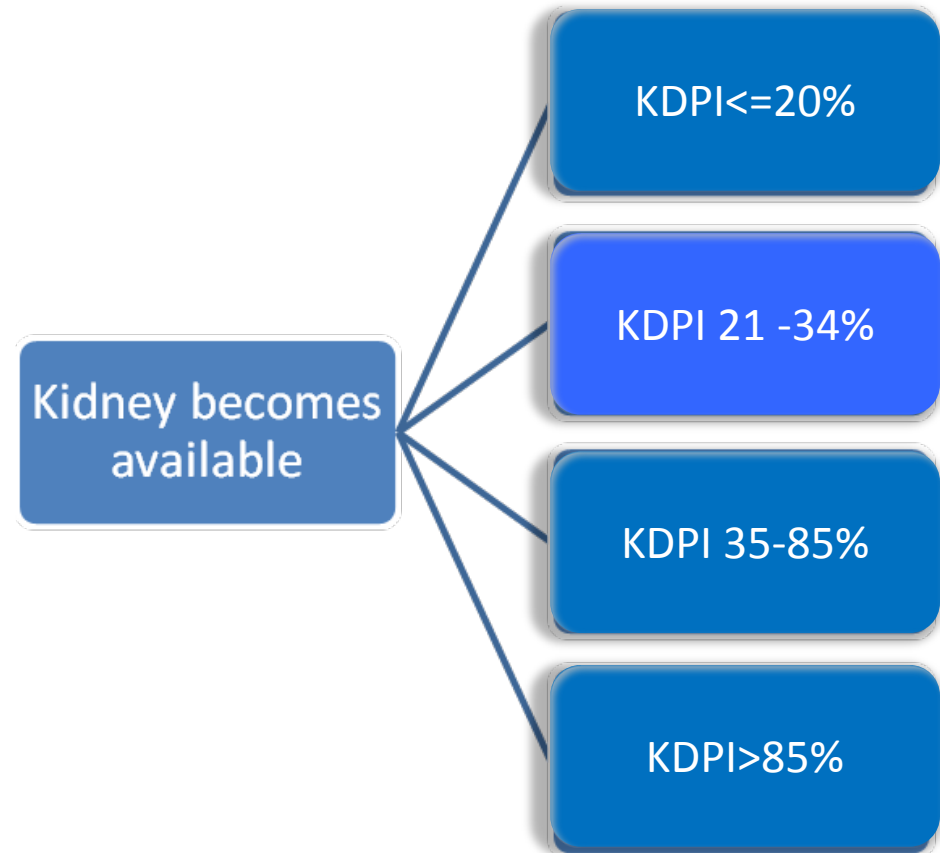 KDPI<=20%
KDPI 21 -34%
Kidney becomes
available
KDPI 35-85%
KDPI>85%